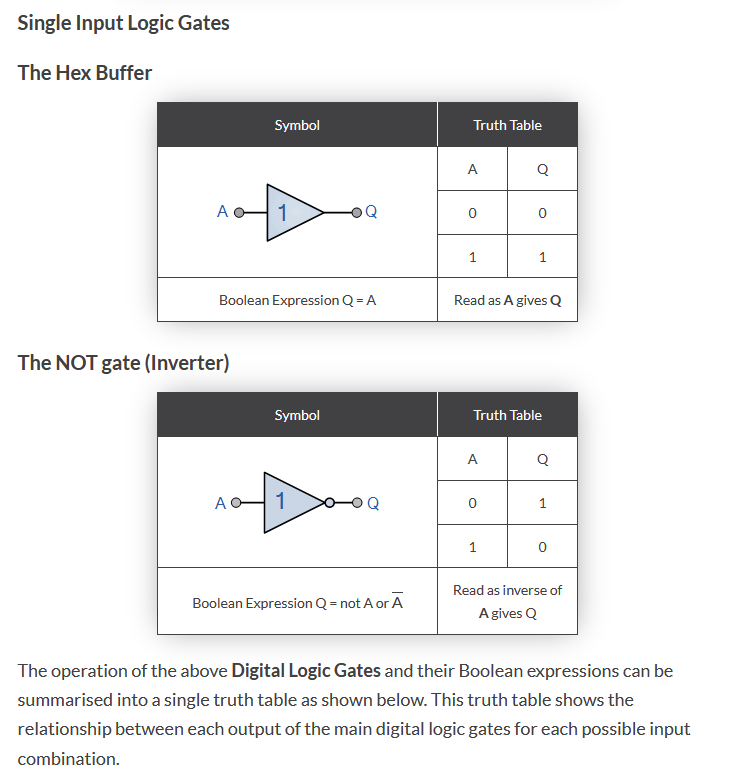 Single Input Logic Gates
The Hex Buffer
Symbol Truth Table
A Q
A 1 Q
0 0
1 1
Boolean Expression Q = A Read as A gives Q
The NOT gate (Inverter)
Symbol Truth Table
A Q
A 1 Q
0 1
1 0
Boolean Expression Q = not A or A̅ Read as inverse of
A gives Q
The operation of the above Digital Logic Gates and their Boolean expressions can be
summarised into a single truth table as shown below. This truth table shows the
relationship between each output of the main digital logic gates for each possible input
combination.